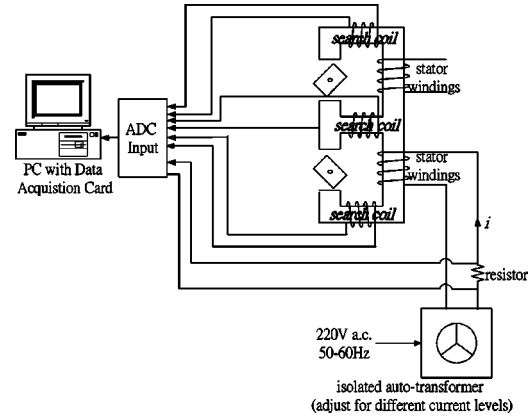 search coil
stator
windings
ADC
Input
search coil
PC with Data
Acquistion Card
stator
windings
search coil
i
resistor
220V a.c.
50-60Hz
isolated auto-transformer
(adjust for different current levels)